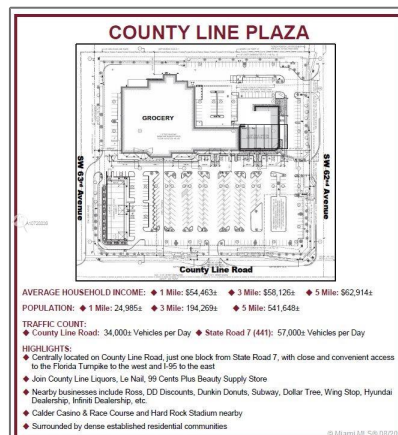 COUNTY LINE PLAZA
GROCERY
SW 63rd Avenue
SW 62nd Avenue
County Line Road
AVERAGE HOUSEHOLD INCOME: ◆ 1 Mile: $54,463± ◆ 3 Mile: $58,126± ◆ 5 Mile: $62,914±
POPULATION: ◆ 1 Mile: 24,985± ◆ 3 Mile: 194,269± ◆ 5 Mile: 541,648±
TRAFFIC COUNT:
◆ County Line Road: 34,000± Vehicles per Day ◆ State Road 7 (441): 57,000± Vehicles per Day
HIGHLIGHTS:
◆ Centrally located on County Line Road, just one block from State Road 7, with close and convenient access
to the Florida Turnpike to the west and I-95 to the east
◆ Join County Line Liquors, Le Nail, 99 Cents Plus Beauty Supply Store
◆ Nearby businesses include Ross, DD Discounts, Dunkin Donuts, Subway, Dollar Tree, Wing Stop, Hyundai
Dealership, Infiniti Dealership, etc.
◆ Calder Casino & Race Course and Hard Rock Stadium nearby
◆ Surrounded by dense established residential communities